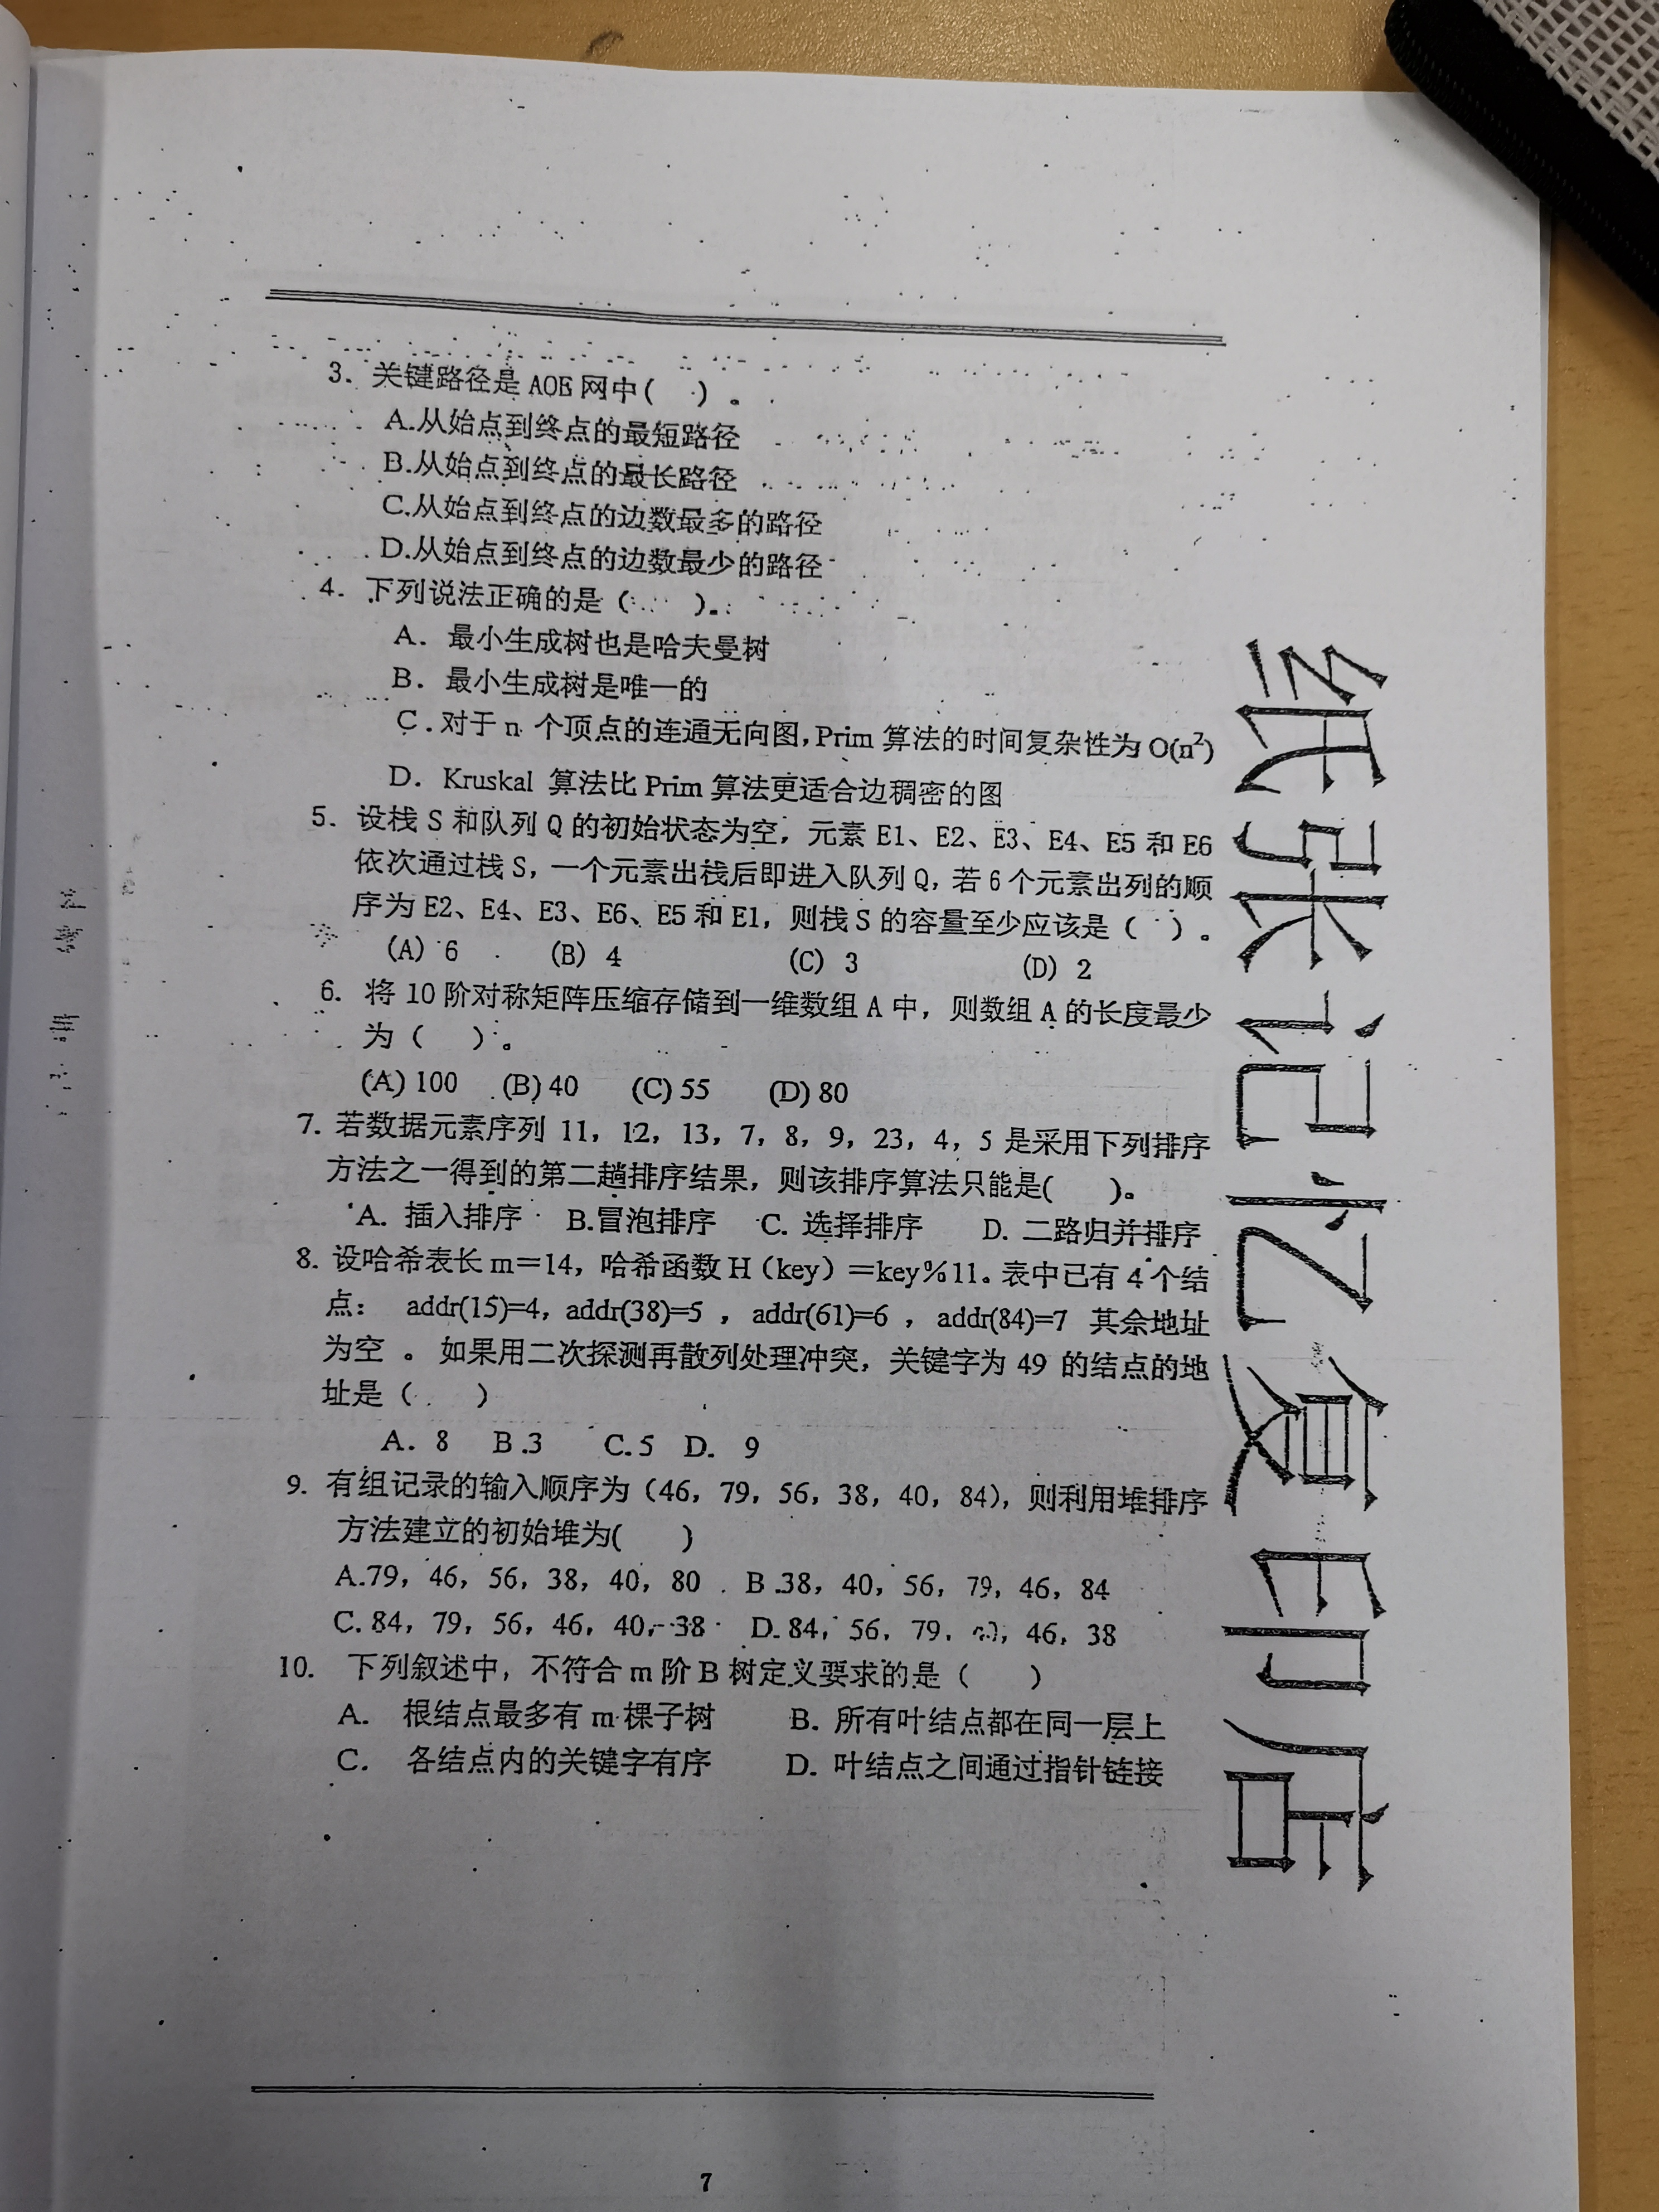 3. 关键路径是 AOE 网中(  )。
A.从始点到终点的最短路径
B.从始点到终点的最长路径
C.从始点到终点的边数最多的路径
D.从始点到终点的边数最少的路径
4. 下列说法正确的是(  )。
A. 最小生成树也是哈夫曼树
B. 最小生成树是唯一的
C.对于 n 个顶点的连通无向图,Prim 算法的时间复杂性为 O(n²)
D. Kruskal 算法比 Prim 算法更适合边稠密的图
5. 设栈 S 和队列 Q 的初始状态为空，元素 E1、E2、E3、E4、E5 和 E6
依次通过栈 S，一个元素出栈后即进入队列 Q，若 6 个元素出列的顺
序为 E2、E4、E3、E6、E5 和 E1，则栈 S 的容量至少应该是（  ）。
(A) 6 (B) 4 (C) 3 (D) 2
6. 将 10 阶对称矩阵压缩存储到一维数组 A 中，则数组 A 的长度最少
为（  ）。
(A) 100 (B) 40 (C) 55 (D) 80
7. 若数据元素序列 11，12，13，7，8，9，23，4，5 是采用下列排序
方法之一得到的第二趟排序结果，则该排序算法只能是(  )。
A. 插入排序 B.冒泡排序 C. 选择排序 D. 二路归并排序
8. 设哈希表长 m＝14，哈希函数 H（key）＝key%11。表中已有 4 个结
点： addr(15)=4，addr(38)=5 ，addr(61)=6 ，addr(84)=7 其余地址
为空 。如果用二次探测再散列处理冲突，关键字为 49 的结点的地
址是（  ）
A. 8 B.3 C.5 D. 9
9. 有组记录的输入顺序为（46，79，56，38，40，84），则利用堆排序
方法建立的初始堆为(  )
A.79，46，56，38，40，80 B.38，40，56，79，46，84
C. 84，79，56，46，40，38 D. 84，56，79，40，46，38
10. 下列叙述中，不符合 m 阶 B 树定义要求的是（  ）
A. 根结点最多有 m 棵子树 B. 所有叶结点都在同一层上
C. 各结点内的关键字有序 D. 叶结点之间通过指针链接
纸张记忆复印店
7